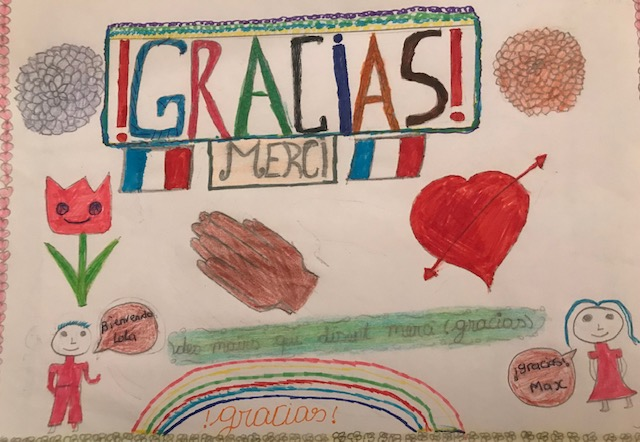 !GRACIAS!
MERCI
des mains qui disent merci (gracias)
Bienvenido
Lola
¡gracias!
Max
!gracias!